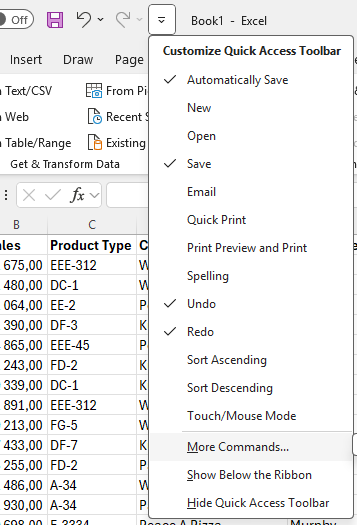 Off Book1 - Excel
Customize Quick Access Toolbar
Insert Draw Page
Automatically Save
Text/CSV From Pi
New
Web Recent S
Open
Table/Range Existing
Save
Get & Transform Data
Email
Quick Print
fx
Print Preview and Print
B C
Spelling
les Product Type C
Undo
675,00 EEE-312 W
Redo
480,00 DC-1 W
064,00 EE-2 P
Sort Ascending
390,00 DF-3 K
Sort Descending
865,00 EEE-45 P
Touch/Mouse Mode
243,00 FD-2 K
339,00 DC-1 K
More Commands...
891,00 EEE-312 W
Show Below the Ribbon
213,00 FG-5 W
Hide Quick Access Toolbar
433,00 DF-7 K
255,00 FD-2 P
486,00 A-34 W
930,00 A-34 P